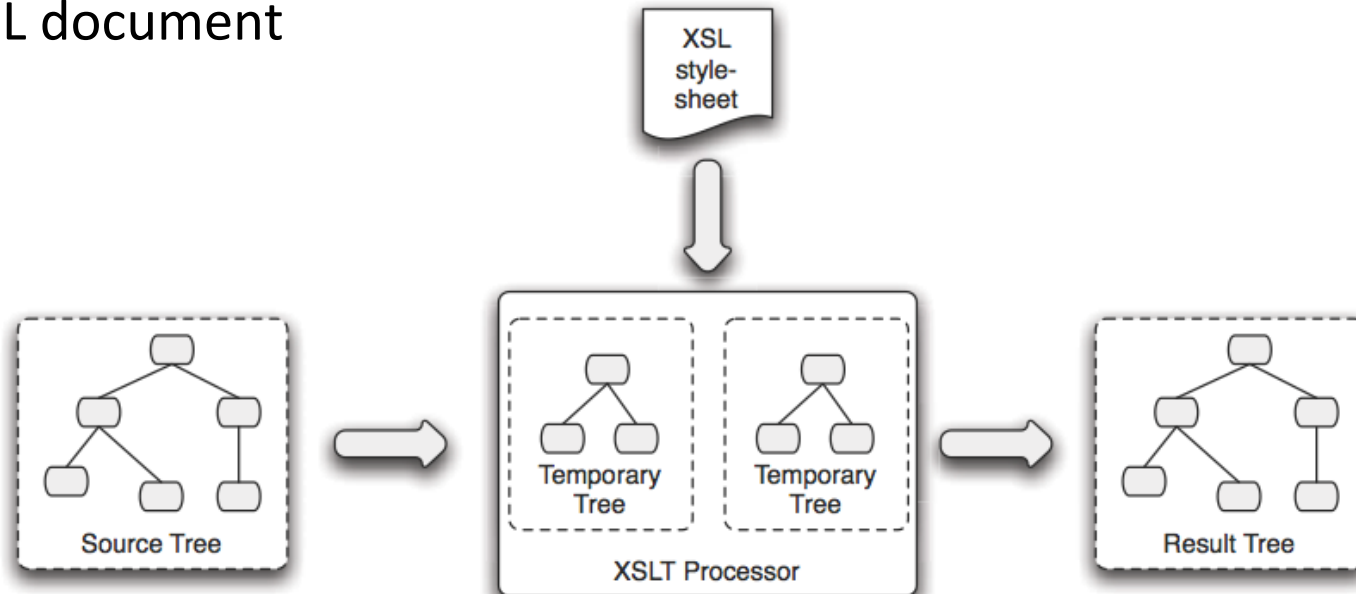 L document
XSL
style-
sheet
Temporary
Tree
Temporary
Tree
Source Tree
XSLT Processor
Result Tree